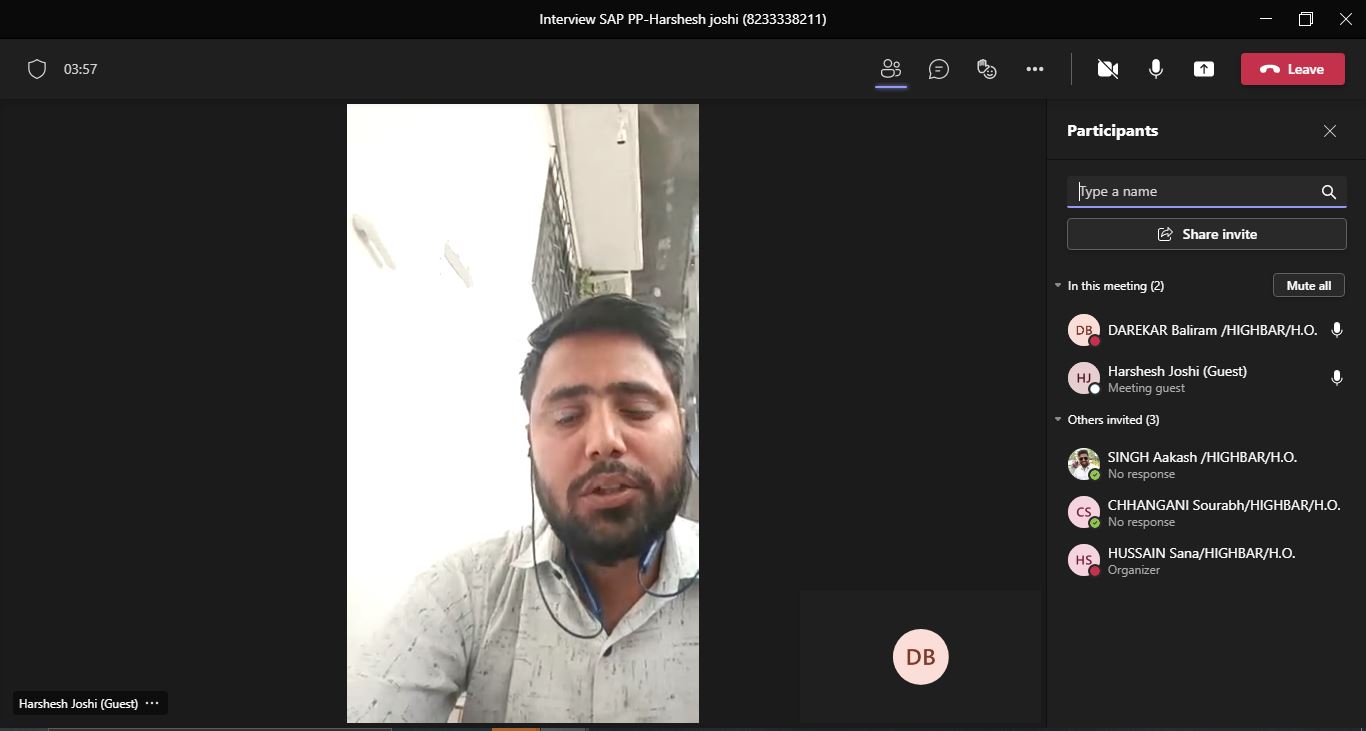 Interview SAP PP-Harshesh joshi (8233338211)
03:57
Leave
Participants
Type a name
Share invite
In this meeting (2)
Mute all
DB
DAREKAR Baliram /HIGHBAR/H.O.
HJ
Harshesh Joshi (Guest)
Meeting guest
Others invited (3)
SINGH Aakash /HIGHBAR/H.O.
No response
CS
CHHANGANI Sourabh/HIGHBAR/H.O.
No response
HS
HUSSAIN Sana/HIGHBAR/H.O.
Organizer
DB
Harshesh Joshi (Guest) ···